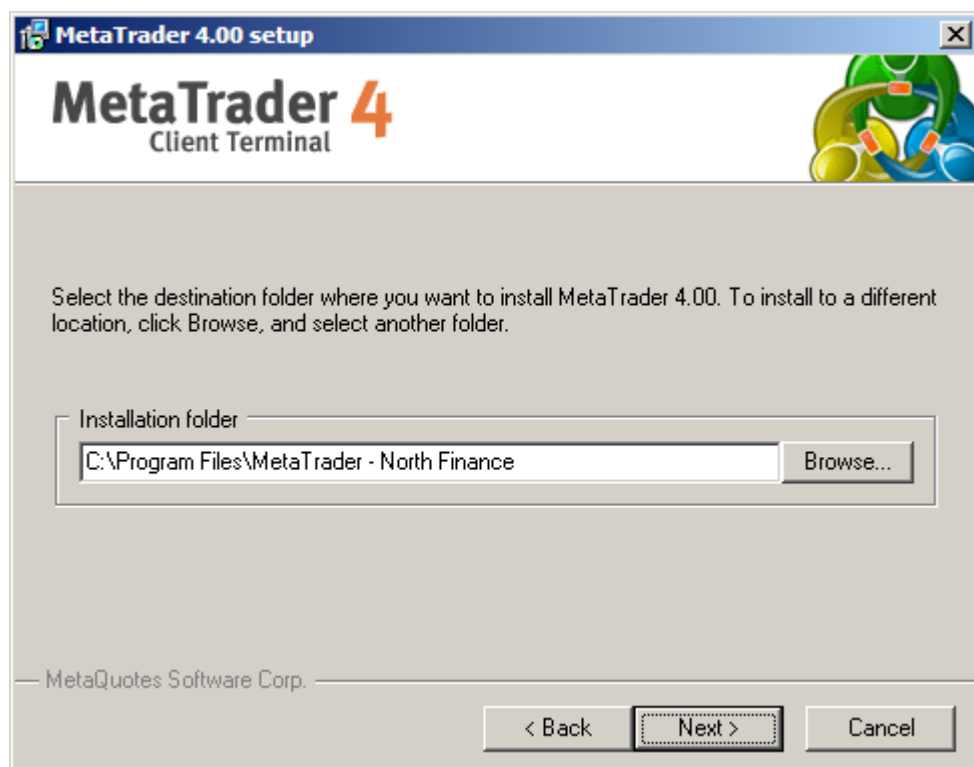 MetaTrader 4.00 setup
MetaTrader 4
Client Terminal
Select the destination folder where you want to install MetaTrader 4.00. To install to a different
location, click Browse, and select another folder.
Installation folder
C:\Program Files\MetaTrader - North Finance
Browse...
MetaQuotes Software Corp.
< Back
Next >
Cancel